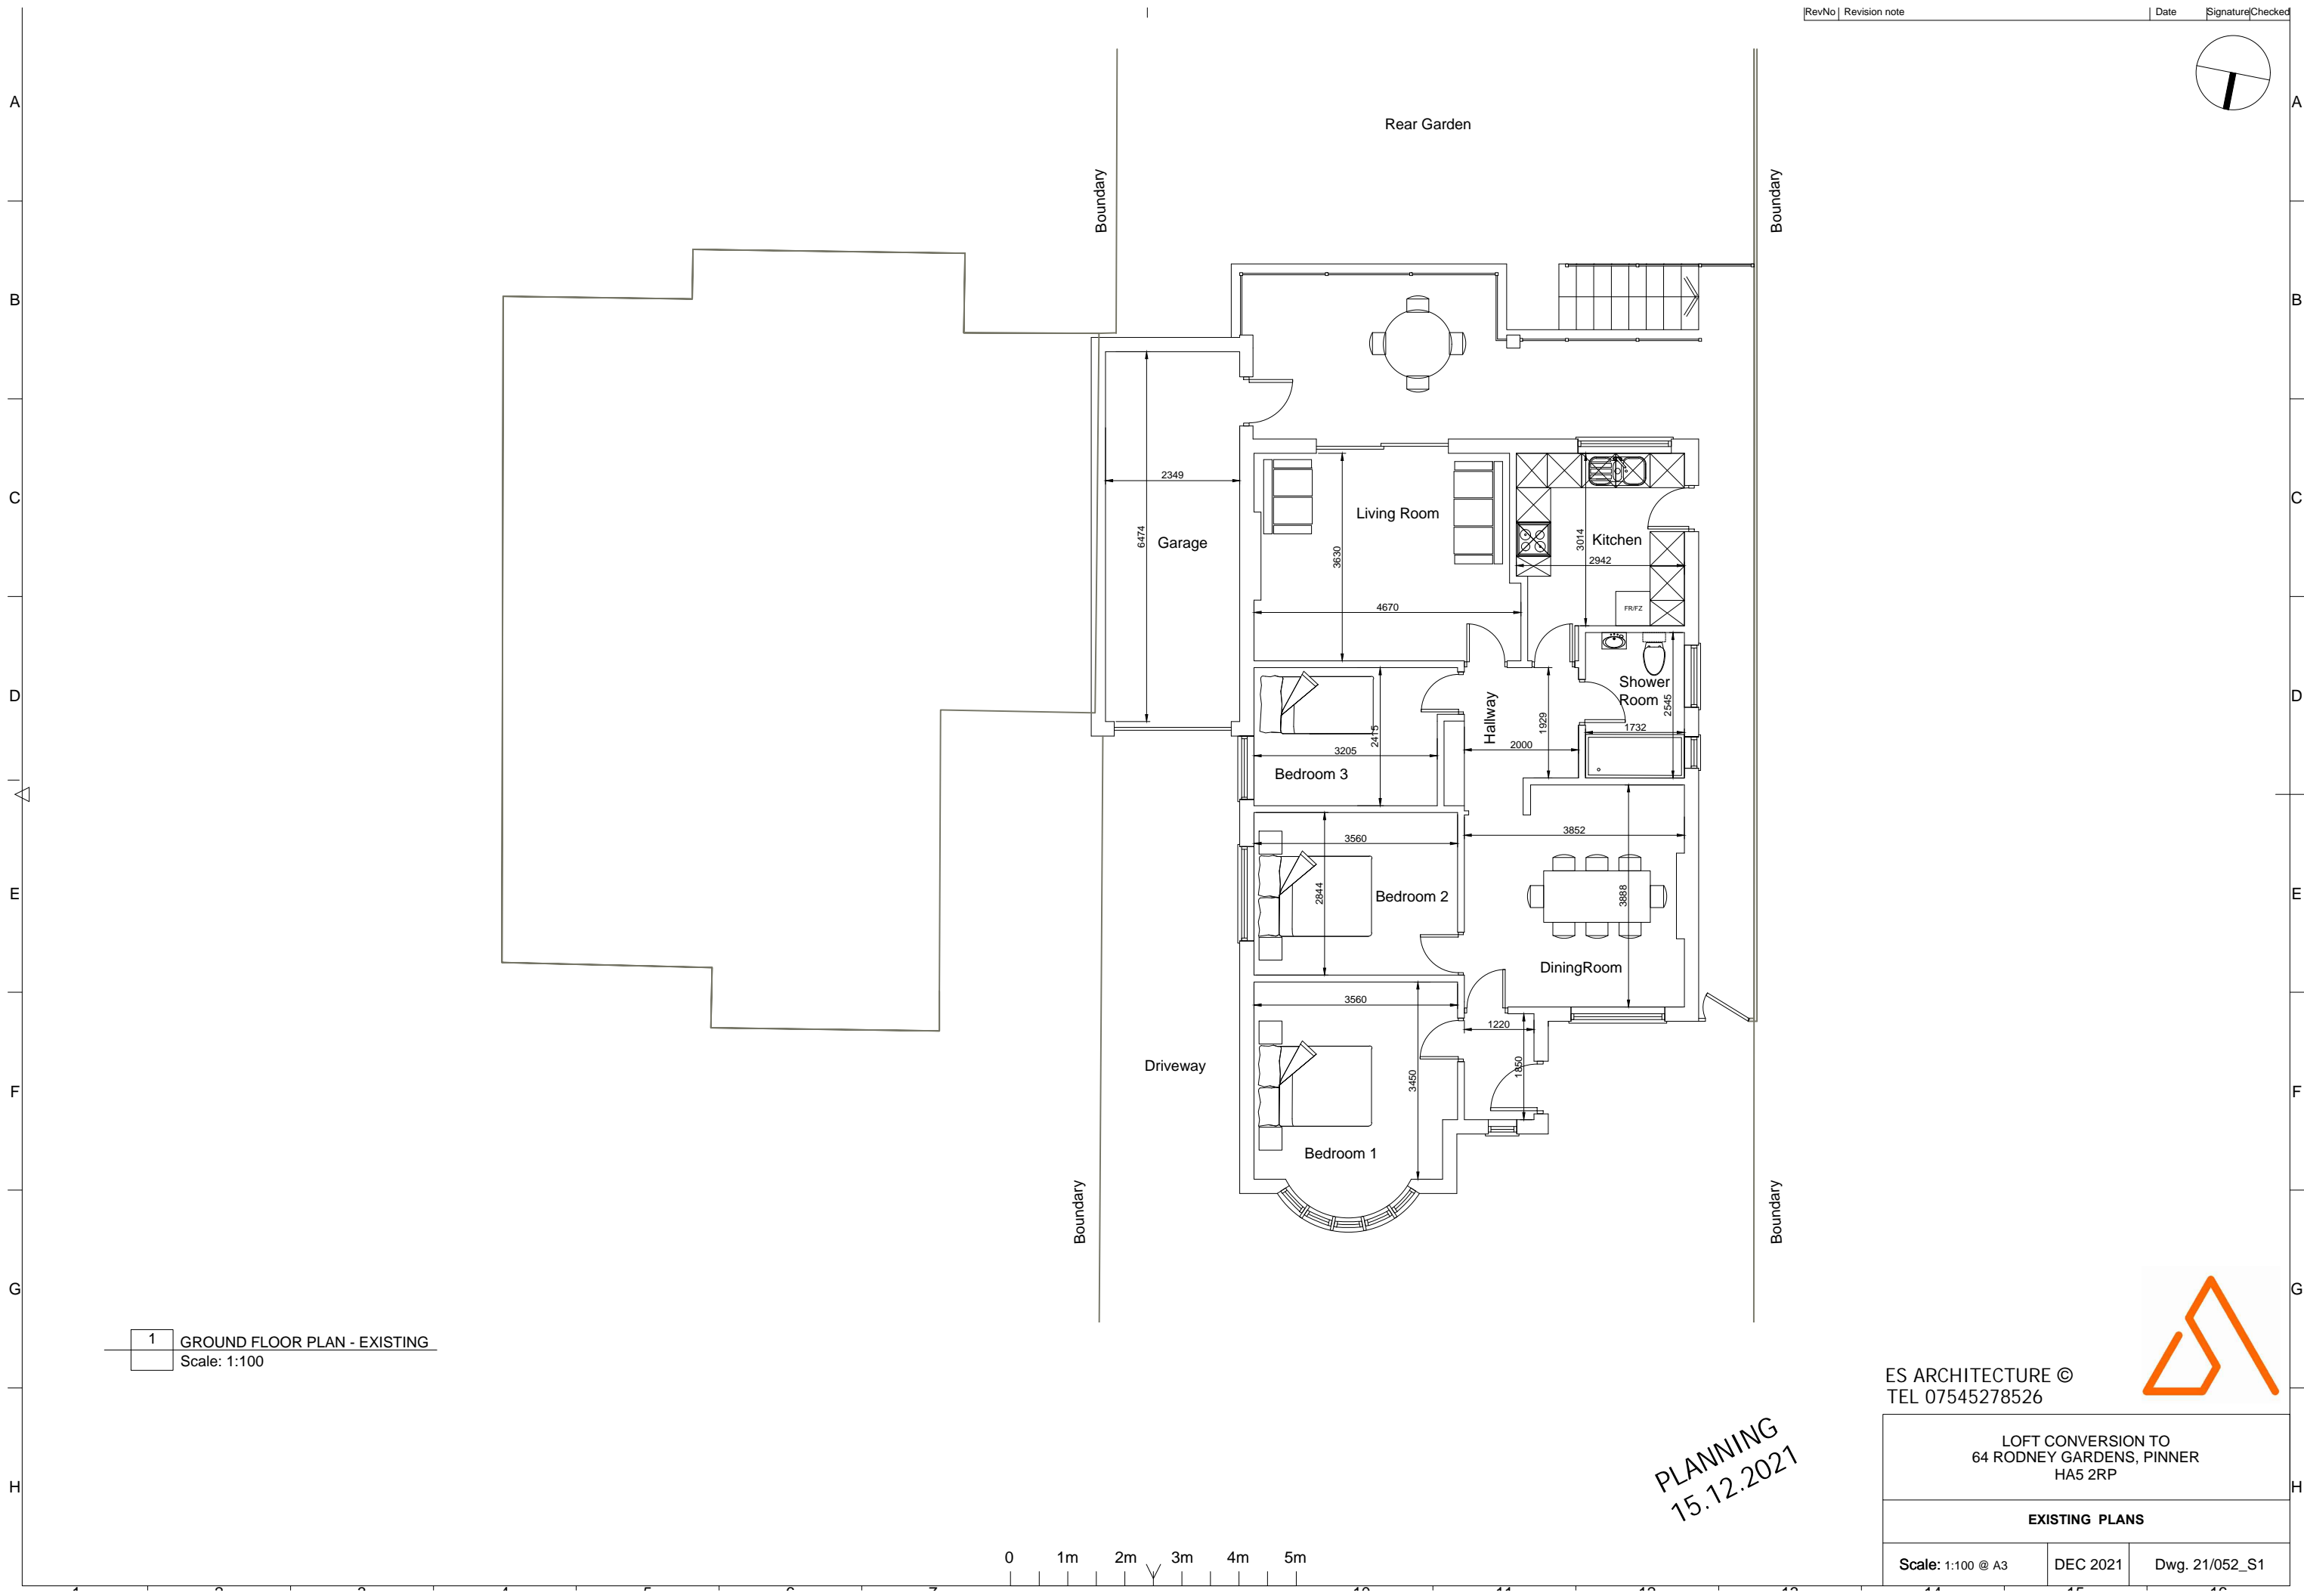 RevNo Revision note Date Signature Checked
A
A
Rear Garden
Boundary
Boundary
B
B
C
C
2349
6474
Garage
Living Room
3630
4670
3014
Kitchen
2942
FR/FZ
D
D
Shower
Room
2545
1732
Hallway
1929
2000
2415
3205
Bedroom 3
3852
3560
2844
Bedroom 2
3888
DiningRoom
E
E
3560
1220
1850
3450
Driveway
Bedroom 1
F
F
Boundary
Boundary
G
G
1
GROUND FLOOR PLAN - EXISTING
Scale: 1:100
ES ARCHITECTURE ©
TEL 07545278526
PLANNING
15.12.2021
LOFT CONVERSION TO
64 RODNEY GARDENS, PINNER
HA5 2RP
H
H
EXISTING PLANS
0 1m 2m 3m 4m 5m
Scale: 1:100 @ A3 DEC 2021 Dwg. 21/052_S1